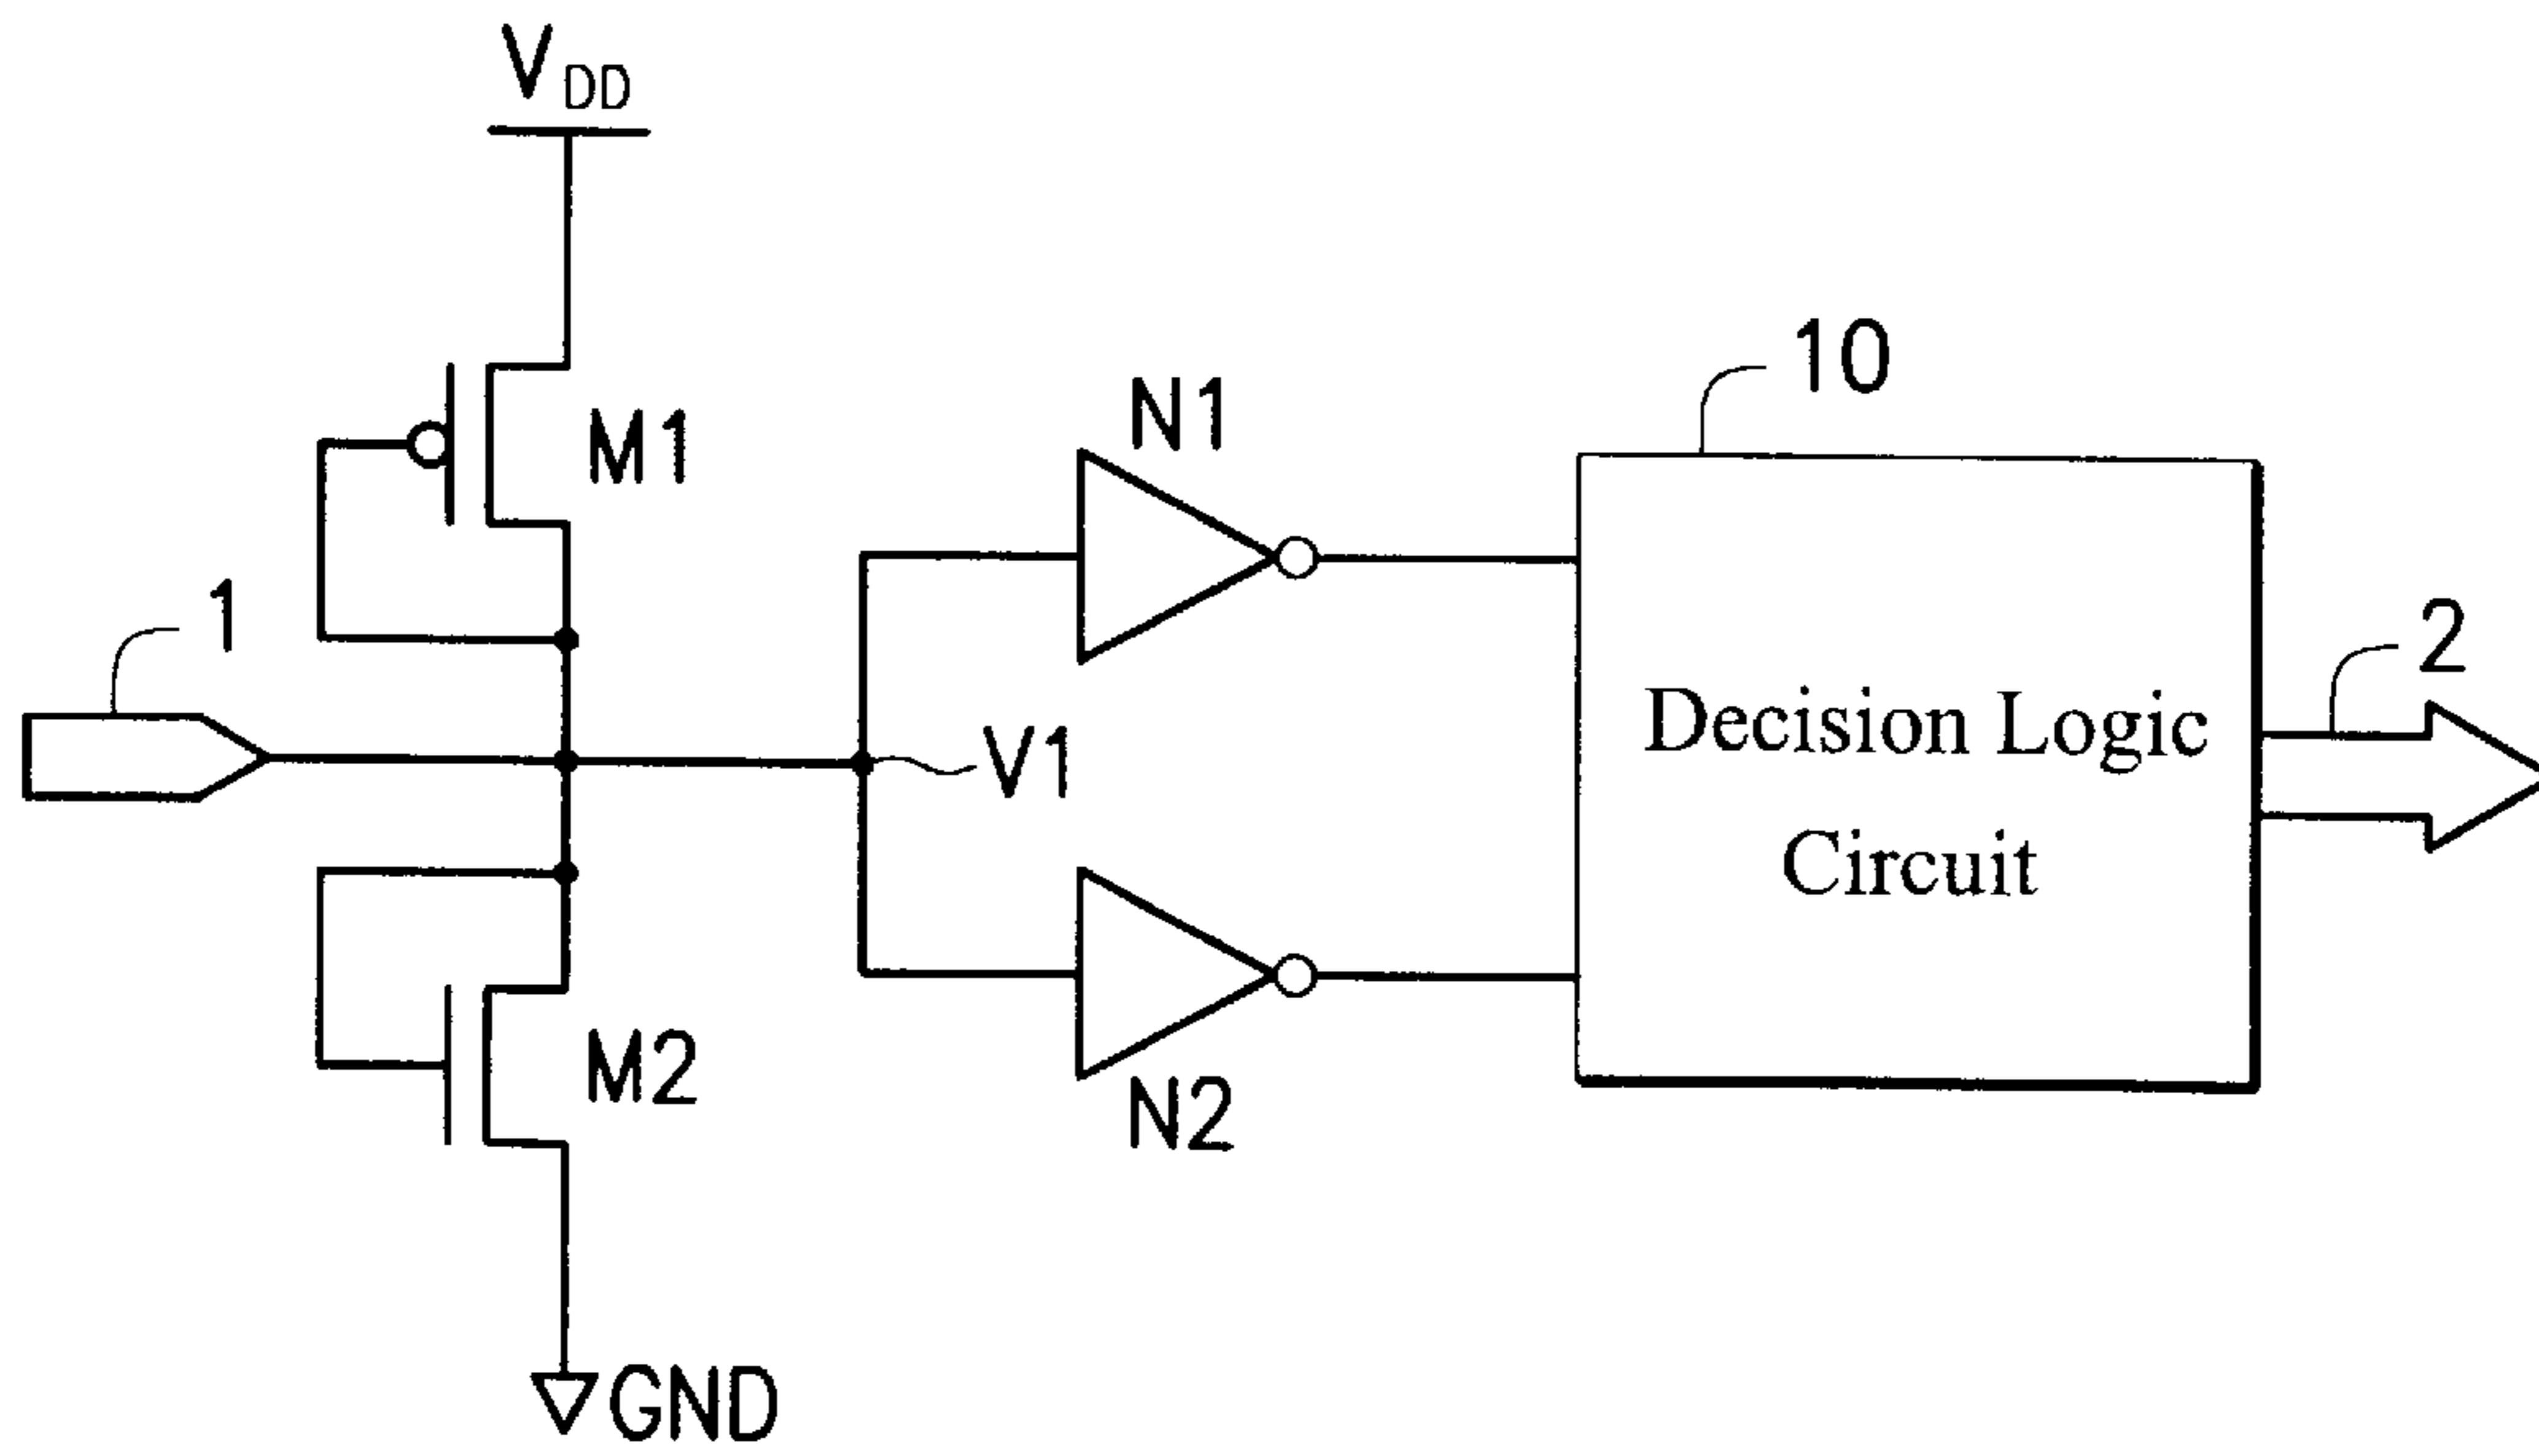 VDD
M1
N1
10
1
2
V1
Decision Logic
Circuit
M2
N2
GND